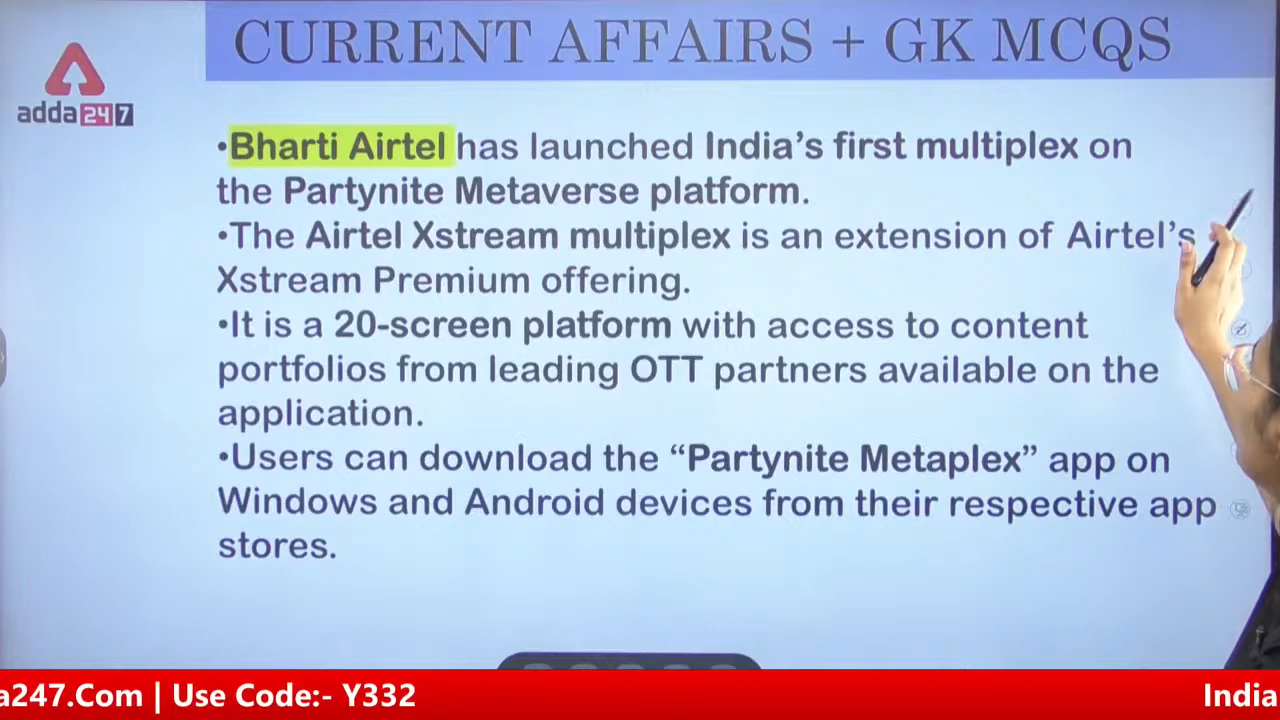 CURRENT AFFAIRS + GK MCQS
adda247
•Bharti Airtel has launched India's first multiplex on
the Partynite Metaverse platform.
•The Airtel Xstream multiplex is an extension of Airtel's
Xstream Premium offering.
•It is a 20-screen platform with access to content
portfolios from leading OTT partners available on the
application.
•Users can download the “Partynite Metaplex” app on
Windows and Android devices from their respective app
stores.
a247.Com | Use Code:- Y332
India